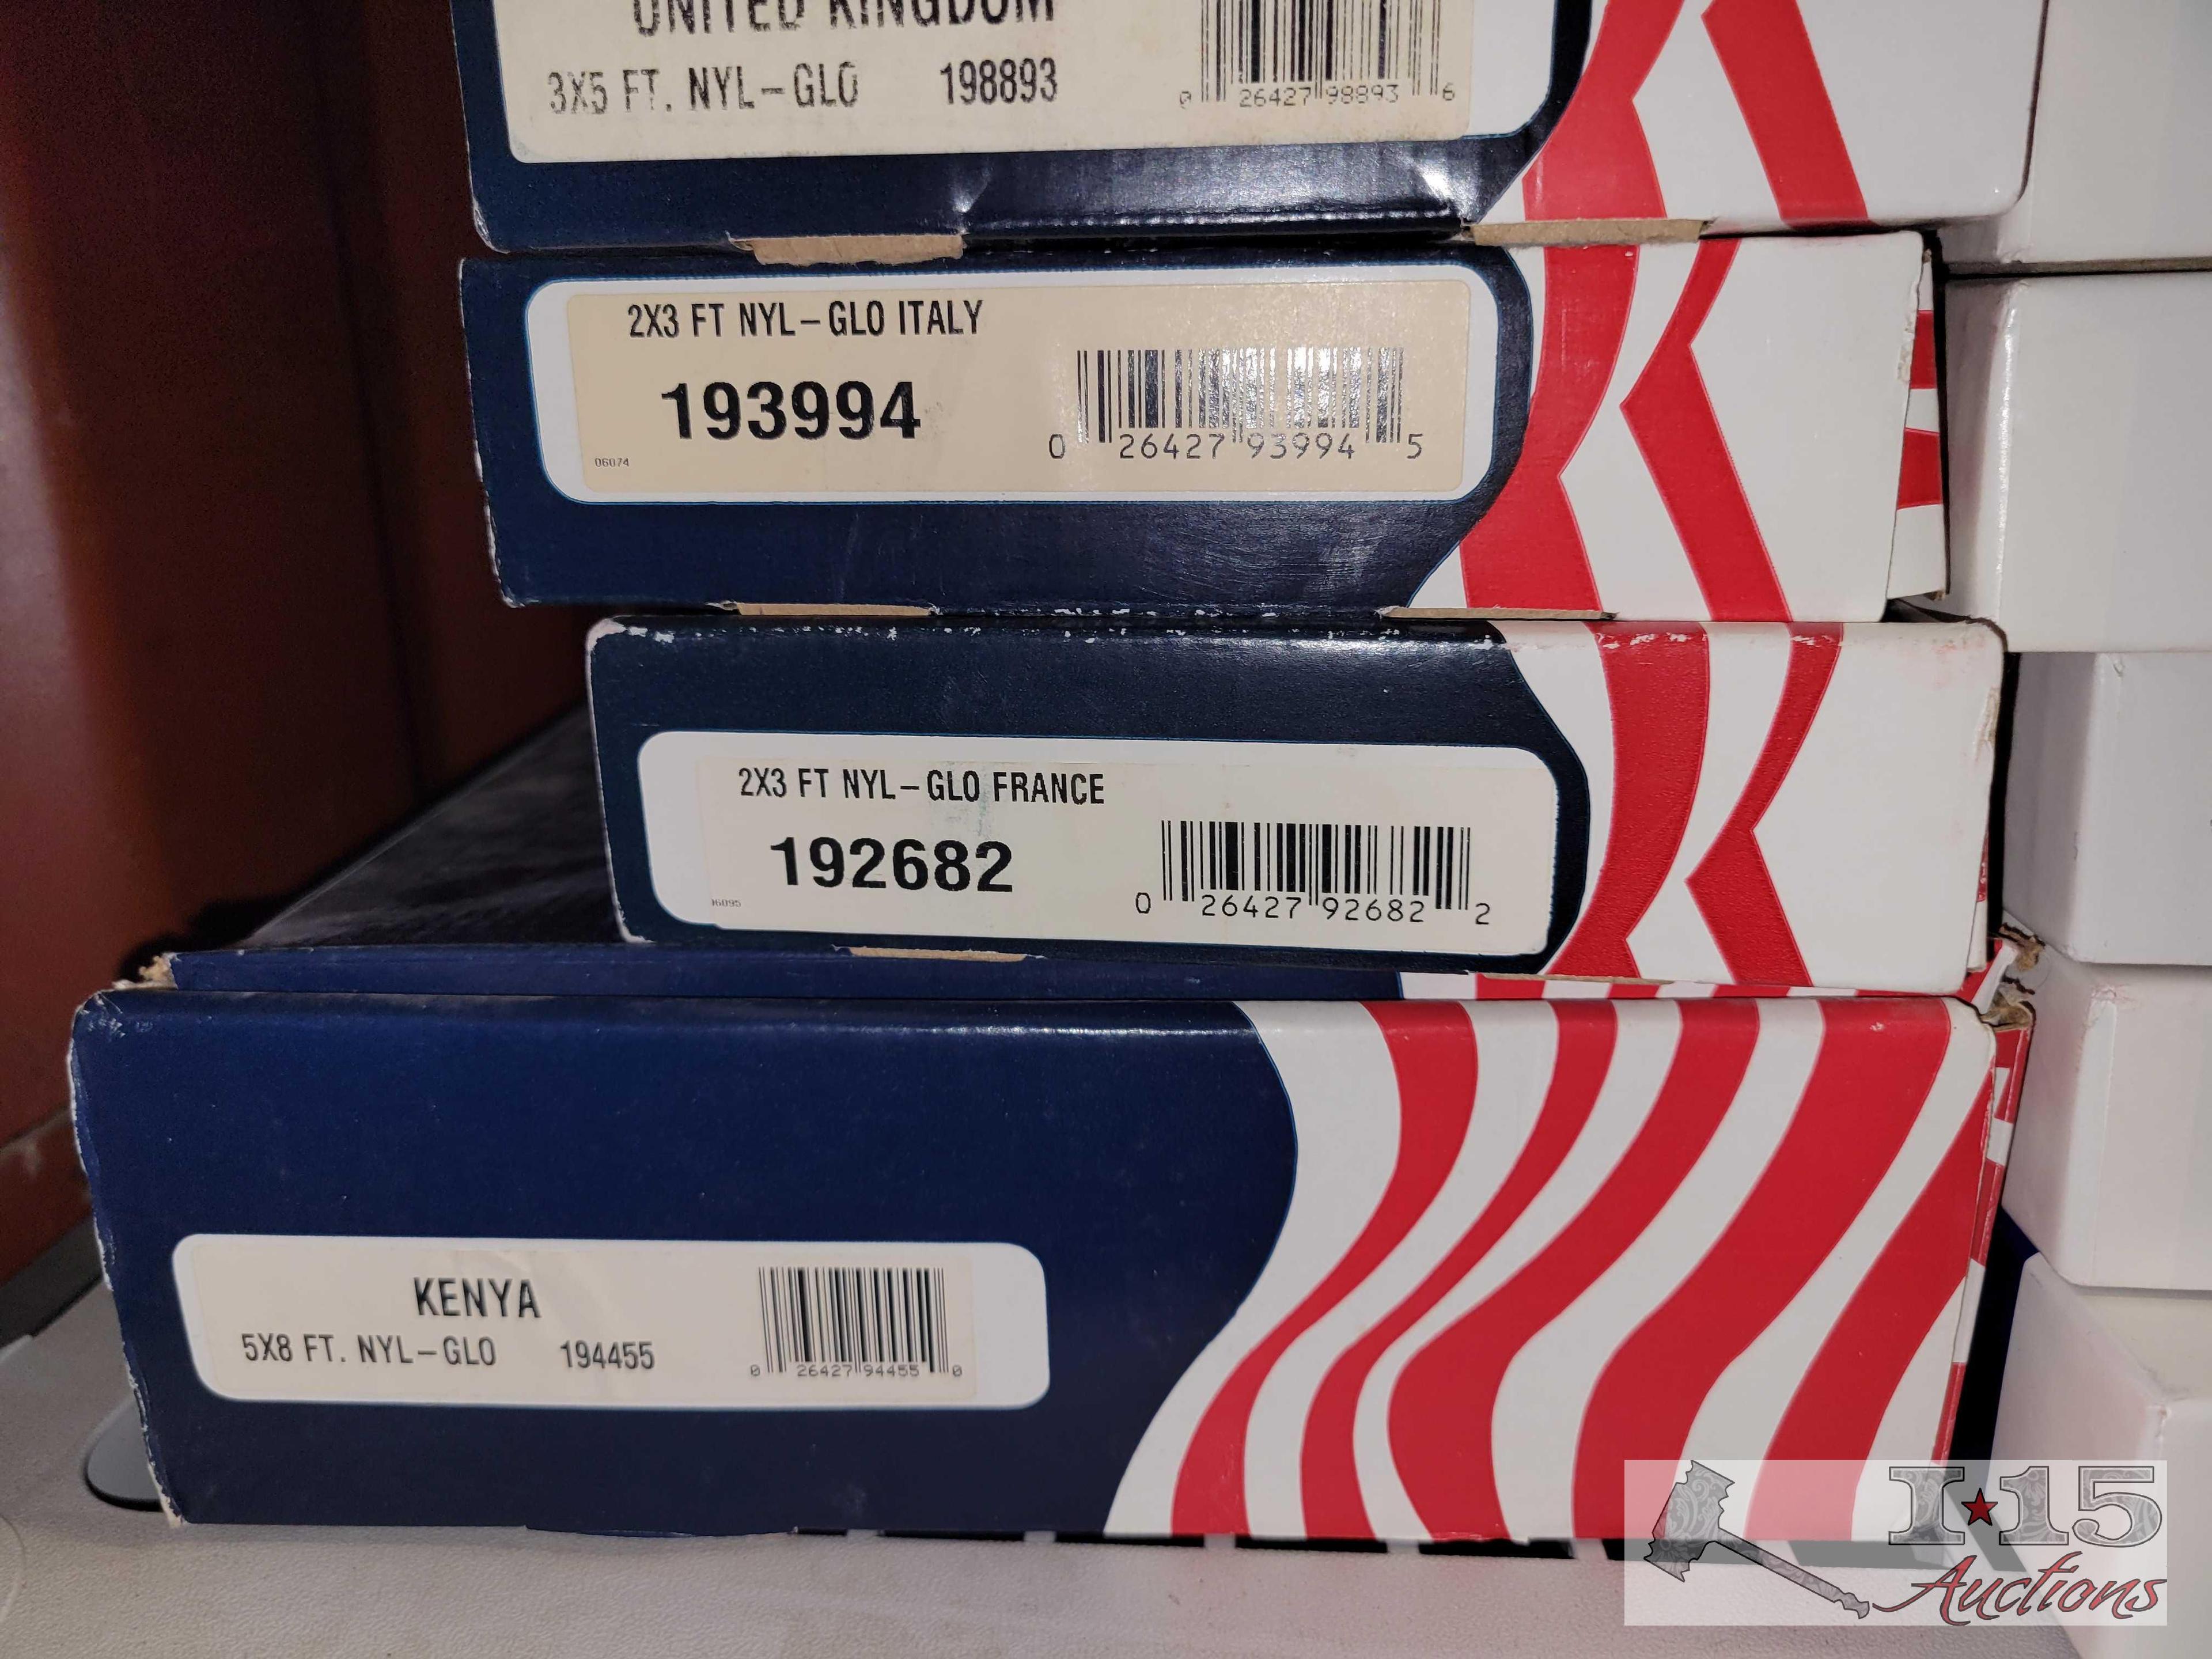 UNITED KINGDOM
3X5 FT. NYL-GLO 198893
0 26427 98893 6
2X3 FT NYL-GLO ITALY
193994
06074
0 26427 93994 5
2X3 FT NYL-GLO FRANCE
192682
16095
0 26427 92682 2
KENYA
5X8 FT. NYL-GLO 194455
0 26427 94455 0
I★15
Auctions